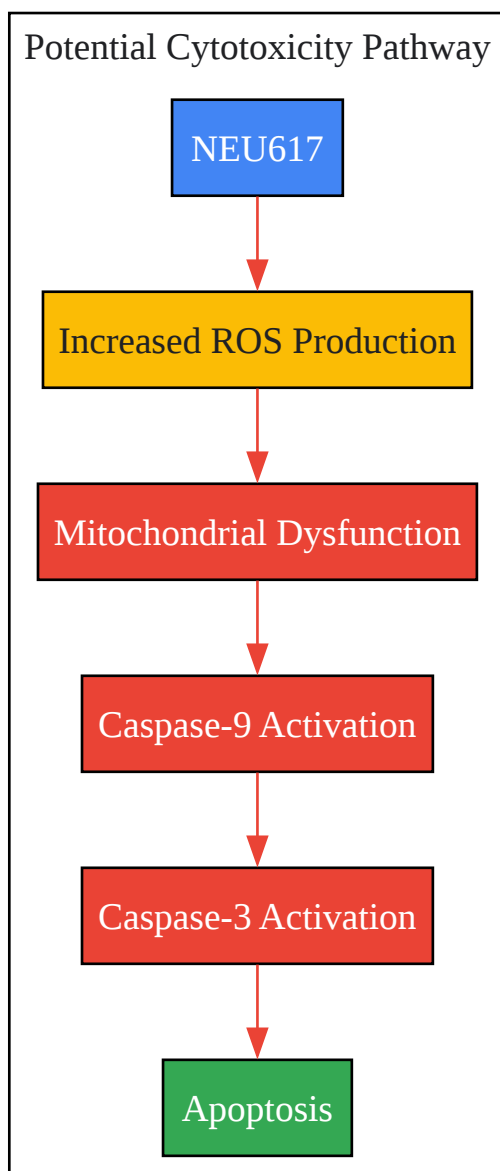 Potential Cytotoxicity Pathway
NEU617
Increased ROS Production
Mitochondrial Dysfunction
Caspase-9 Activation
Caspase-3 Activation
Apoptosis